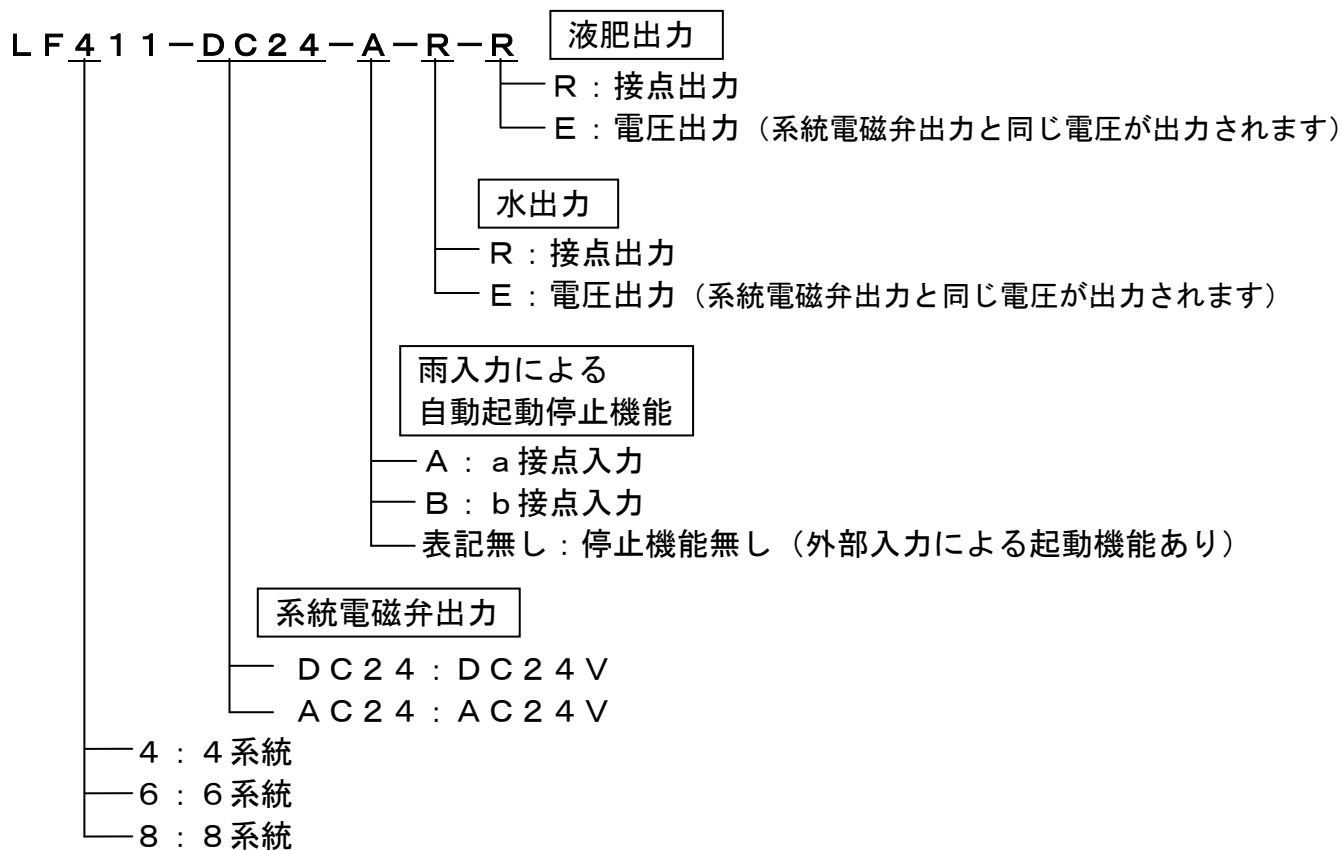 LF411-DC24-A-R-R
液肥出力
R：接点出力
E：電圧出力（系統電磁弁出力と同じ電圧が出力されます）
水出力
R：接点出力
E：電圧出力（系統電磁弁出力と同じ電圧が出力されます）
雨入力による
自動起動停止機能
A：a接点入力
B：b接点入力
表記無し：停止機能無し（外部入力による起動機能あり）
系統電磁弁出力
DC24：DC24V
AC24：AC24V
4：4系統
6：6系統
8：8系統